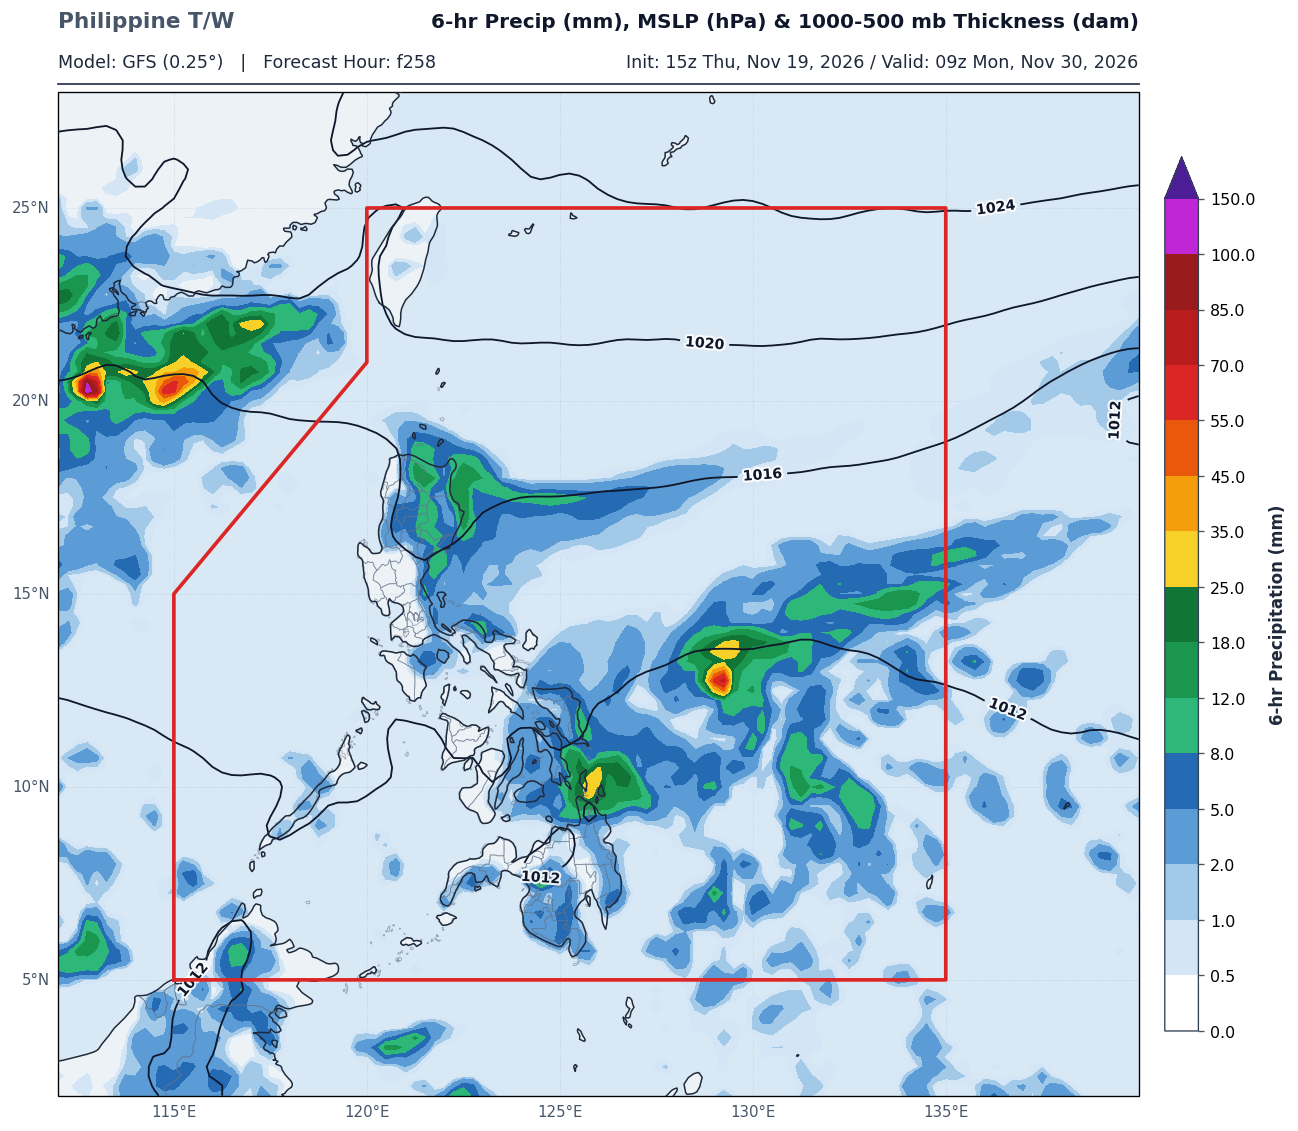 Philippine T/W
6-hr Precip (mm), MSLP (hPa) & 1000-500 mb Thickness (dam)
Model: GFS (0.25°) | Forecast Hour: f258
Init: 15z Thu, Nov 19, 2026 / Valid: 09z Mon, Nov 30, 2026
25°N
20°N
15°N
10°N
5°N
115°E
120°E
125°E
130°E
135°E
1024
1020
1016
1012
1012
1012
1012
150.0
100.0
85.0
70.0
55.0
45.0
35.0
25.0
18.0
12.0
8.0
5.0
2.0
1.0
0.5
0.0
6-hr Precipitation (mm)